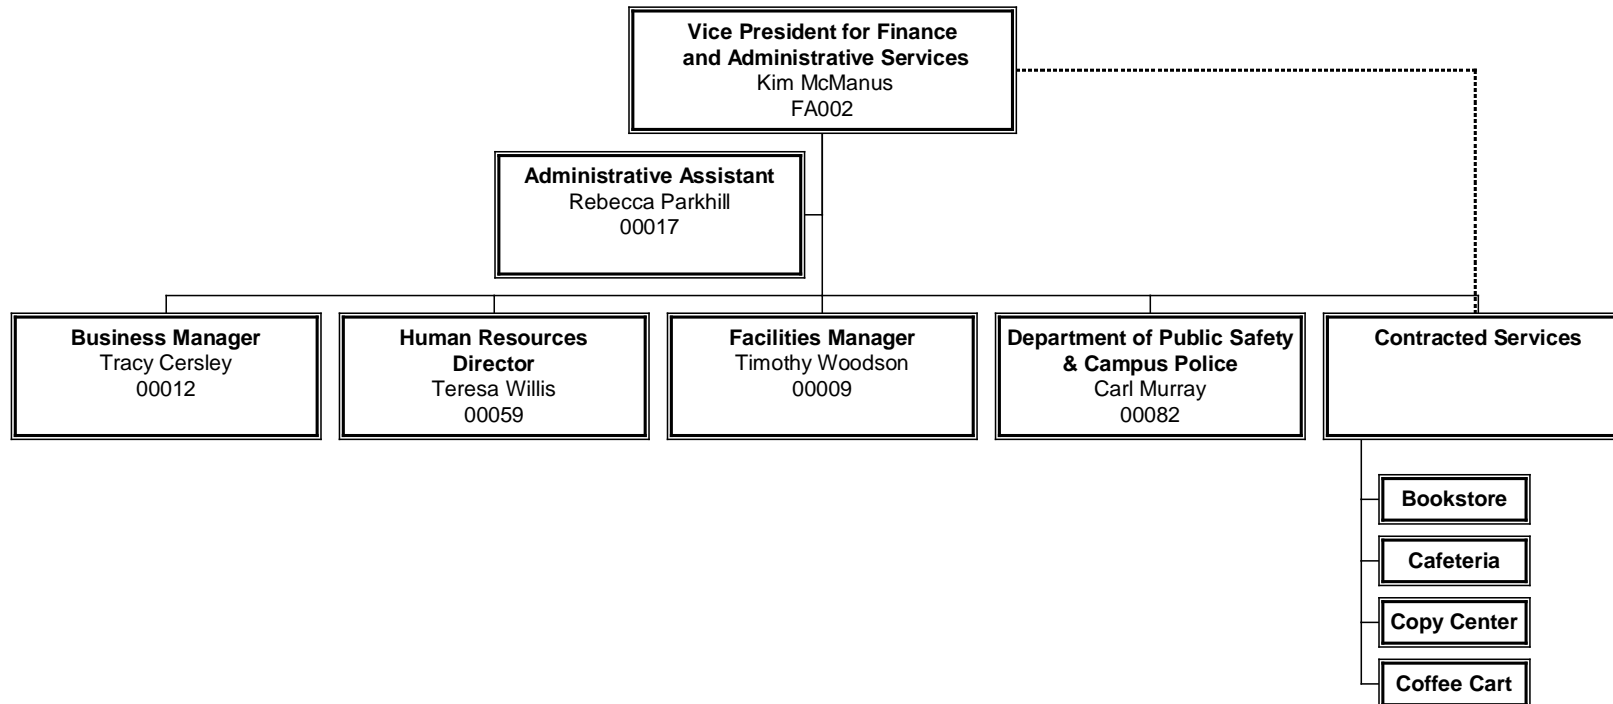 Vice President for Finance
and Administrative Services
Kim McManus
FA002
Administrative Assistant
Rebecca Parkhill
00017
Business Manager
Tracy Cersley
00012
Human Resources
Director
Teresa Willis
00059
Facilities Manager
Timothy Woodson
00009
Department of Public Safety
& Campus Police
Carl Murray
00082
Contracted Services
Bookstore
Cafeteria
Copy Center
Coffee Cart